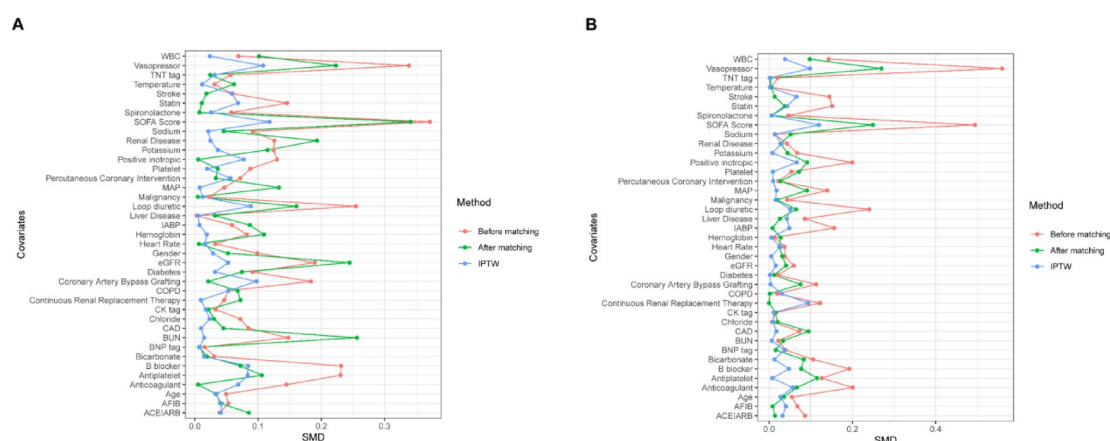 A
WBC
Vasopressor
TNT tag
Temperature
Stroke
Statin
Spironolactone
SOFA Score
Sodium
Renal Disease
Potassium
Positive inotropic
Platelet
Percutaneous Coronary Intervention
MAP
Malignancy
Loop diuretic
Liver Disease
IABP
Hemoglobin
Heart Rate
Gender
eGFR
Diabetes
Coronary Artery Bypass Grafting
COPD
Continuous Renal Replacement Therapy
CK tag
Chloride
CAD
BUN
BNP tag
Bicarbonate
B blocker
Antiplatelet
Anticoagulant
Age
AFIB
ACEI/ARB
Covariates
0.0 0.1 0.2 0.3
SMD
Method
Before matching
After matching
IPTW
B
WBC
Vasopressor
TNT tag
Temperature
Stroke
Statin
Spironolactone
SOFA Score
Sodium
Renal Disease
Potassium
Positive inotropic
Platelet
Percutaneous Coronary Intervention
MAP
Malignancy
Loop diuretic
Liver Disease
IABP
Hemoglobin
Heart Rate
Gender
eGFR
Diabetes
Coronary Artery Bypass Grafting
COPD
Continuous Renal Replacement Therapy
CK tag
Chloride
CAD
BUN
BNP tag
Bicarbonate
B blocker
Antiplatelet
Anticoagulant
Age
AFIB
ACEI/ARB
Covariates
0.0 0.2 0.4
SMD
Method
Before matching
After matching
IPTW